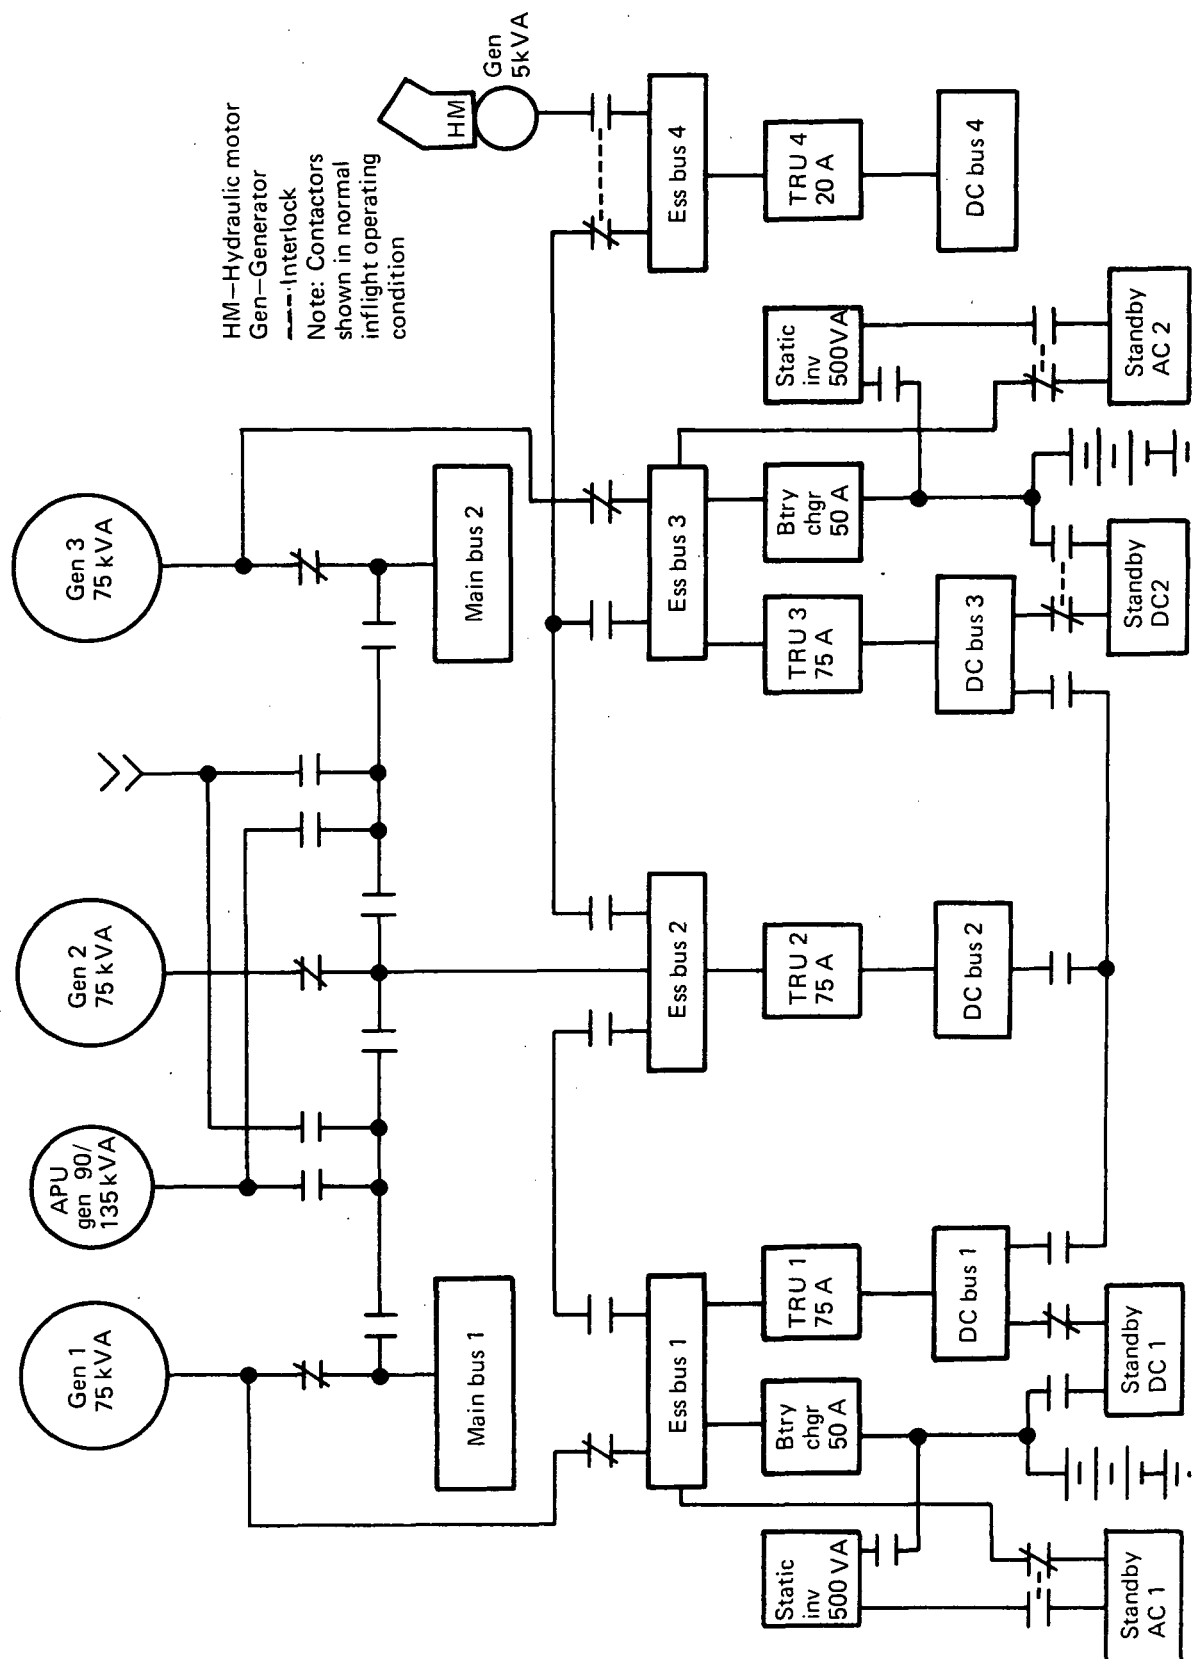 HM—Hydraulic motor
Gen—Generator
Interlock
Note: Contactors
shown in normal
inflight operating
condition
Gen 1
75 kVA
APU
gen 90/
135 kVA
Gen 2
75 kVA
Gen 3
75 kVA
HM
Gen
5kVA
Main bus 1
Main bus 2
Ess bus 1
Ess bus 2
Ess bus 3
Ess bus 4
Static
inv
500 VA
Btry
chgr
50 A
TRU 1
75 A
TRU 2
75 A
TRU 3
75 A
Btry
chgr
50 A
Static
inv
500VA
TRU 4
20 A
DC bus 1
DC bus 2
DC bus 3
DC bus 4
Standby
AC 1
Standby
DC 1
Standby
DC2
Standby
AC 2